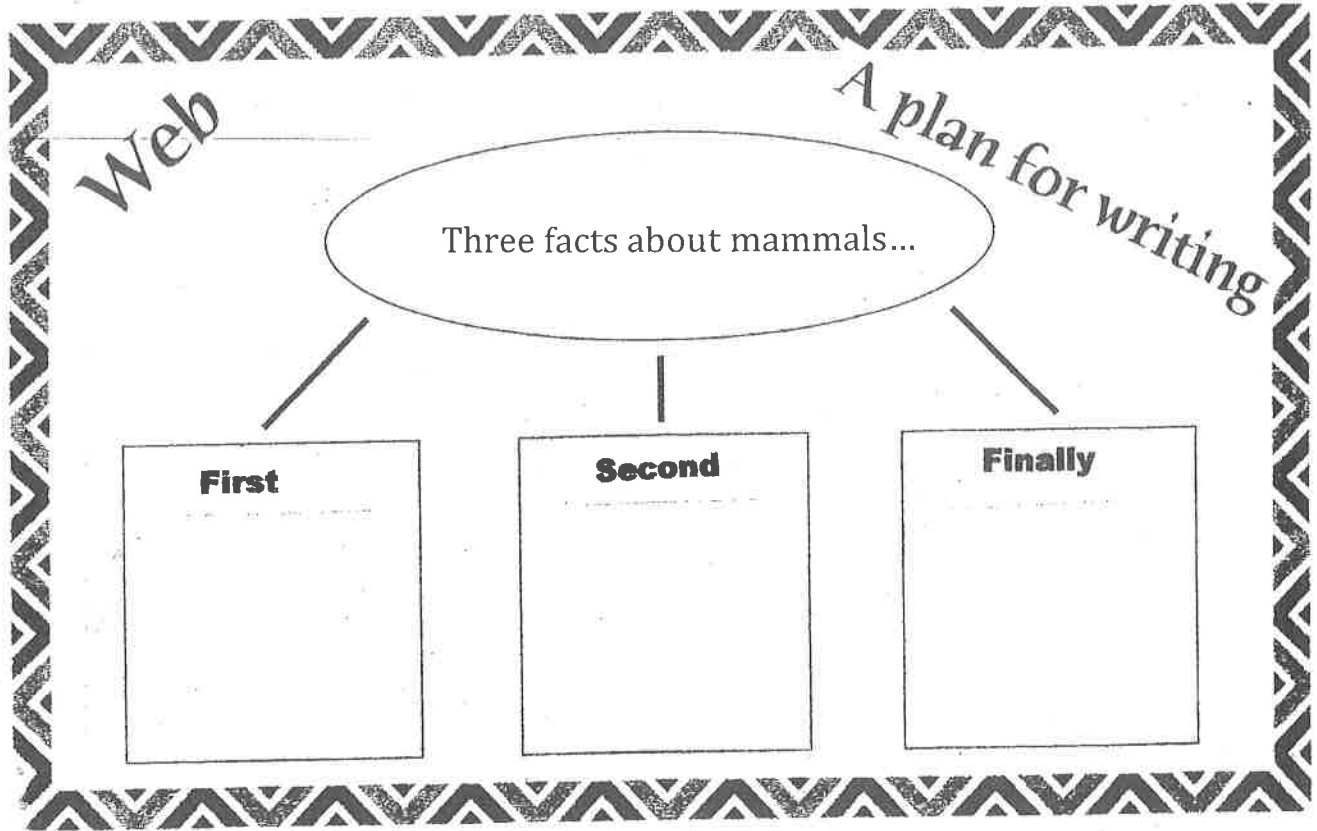 Web
A plan for writing
Three facts about mammals...
First
Second
Finally